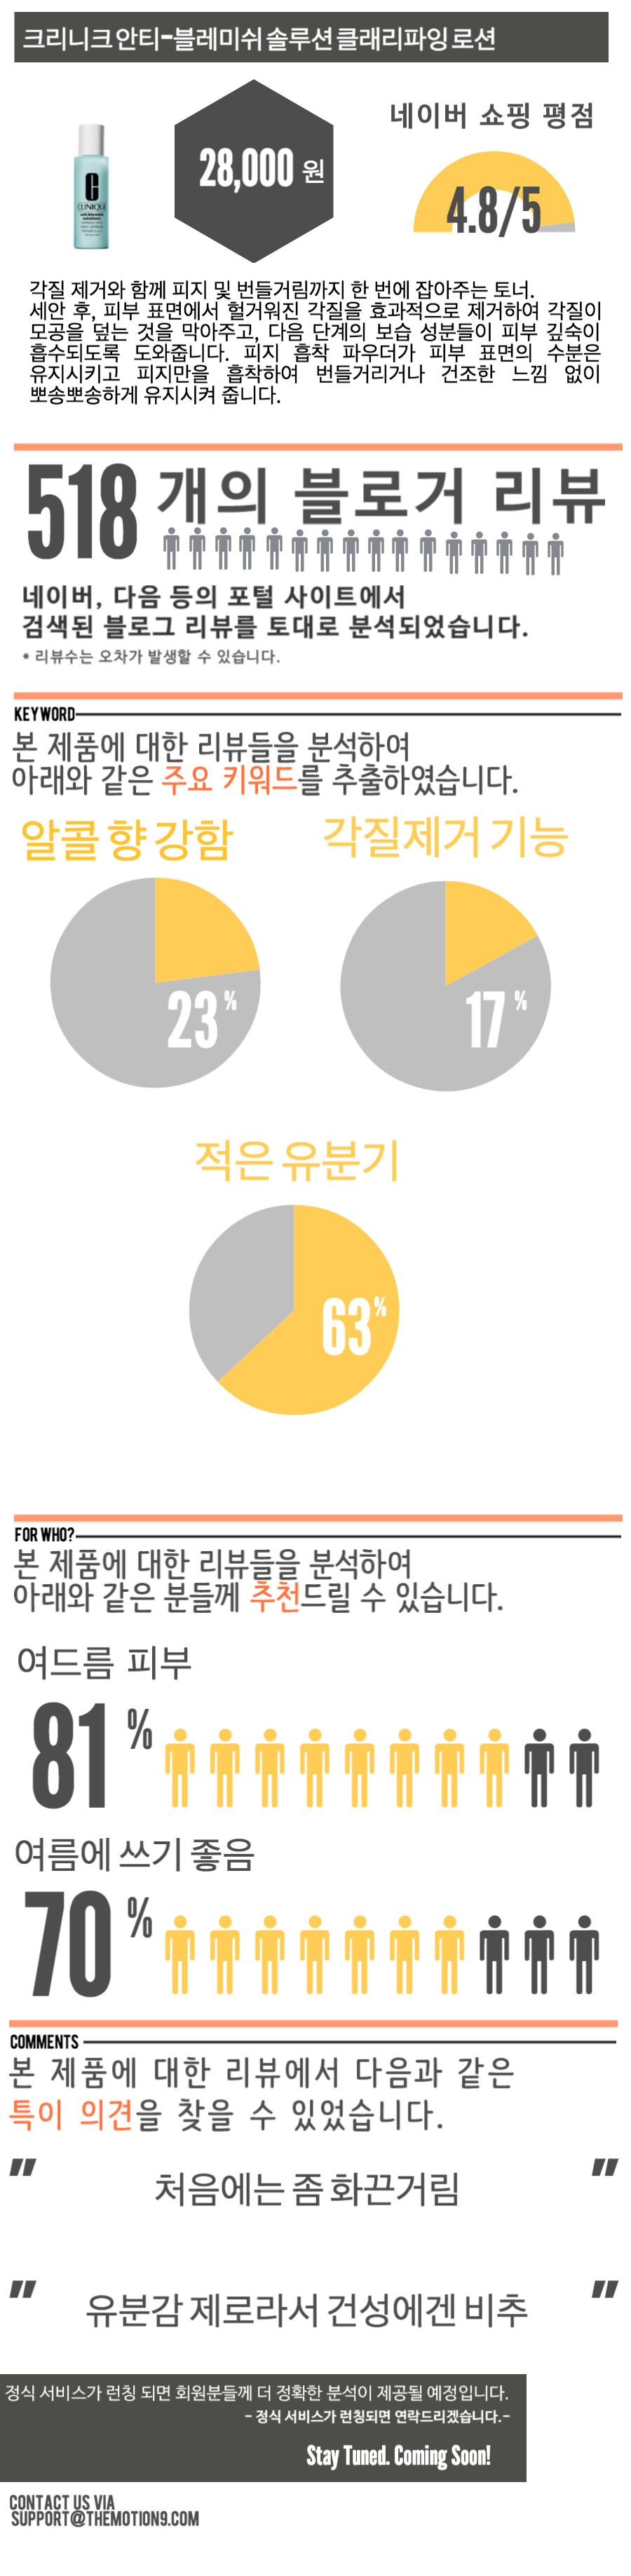 크리니크 안티-블레미쉬 솔루션 클래리파잉 로션
네이버 쇼핑 평점
28,000 원
4.8/5
C
CLINIQUE
각질 제거와 함께 피지 및 번들거림까지 한 번에 잡아주는 토너.
세안 후, 피부 표면에서 헐거워진 각질을 효과적으로 제거하여 각질이
모공을 덮는 것을 막아주고, 다음 단계의 보습 성분들이 피부 깊숙이
흡수되도록 도와줍니다. 피지 흡착 파우더가 피부 표면의 수분은
유지시키고 피지만을 흡착하여 번들거리거나 건조한 느낌 없이
뽀송뽀송하게 유지시켜 줍니다.
518 개의 블로거 리뷰
네이버, 다음 등의 포털 사이트에서
검색된 블로그 리뷰를 토대로 분석되었습니다.
* 리뷰수는 오차가 발생할 수 있습니다.
KEYWORD
본 제품에 대한 리뷰들을 분석하여
아래와 같은 주요 키워드를 추출하였습니다.
알콜 향 강함
각질제거 기능
23%
17%
적은 유분기
63%
FOR WHO?
본 제품에 대한 리뷰들을 분석하여
아래와 같은 분들께 추천드릴 수 있습니다.
여드름 피부
81%
여름에 쓰기 좋음
70%
COMMENTS
본 제품에 대한 리뷰에서 다음과 같은
특이 의견을 찾을 수 있었습니다.
" 처음에는 좀 화끈거림 "
" 유분감 제로라서 건성에겐 비추 "
정식 서비스가 런칭 되면 회원분들께 더 정확한 분석이 제공될 예정입니다.
- 정식 서비스가 런칭되면 연락드리겠습니다.-
Stay Tuned. Coming Soon!
CONTACT US VIA
SUPPORT@THEMOTION9.COM